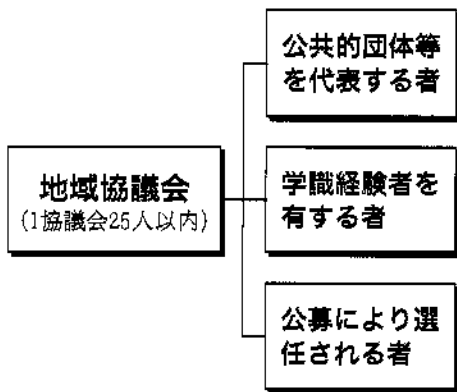 公共的団体等
を代表する者
地域協議会
(1協議会25人以内)
学識経験者を
有する者
公募により選
任される者